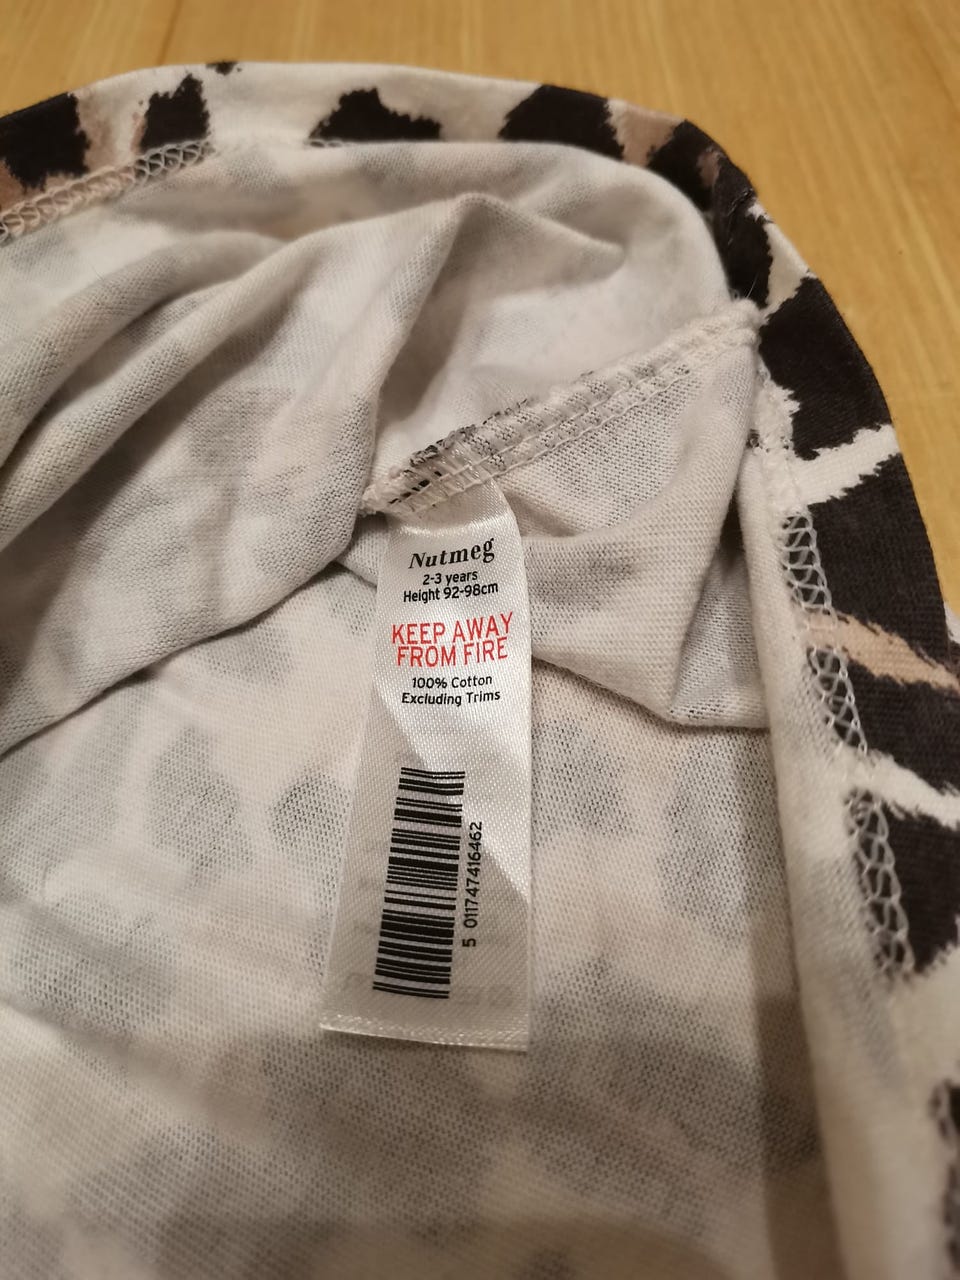 Nutmeg
2-3 years
Height 92-98cm
KEEP AWAY
FROM FIRE
100% Cotton
Excluding Trims
5 011747416462